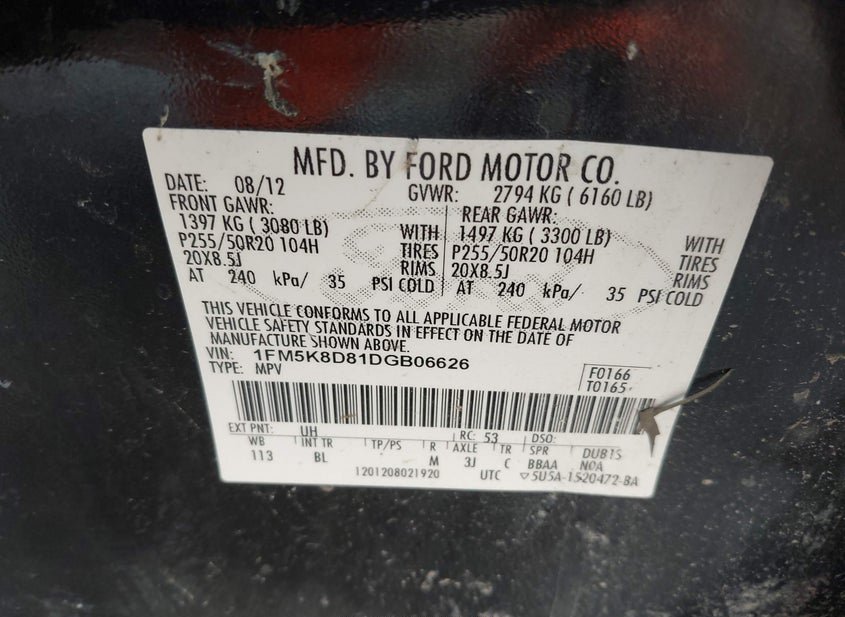 MFD. BY FORD MOTOR CO.
DATE: 08/12 GVWR: 2794 KG ( 6160 LB)
FRONT GAWR: REAR GAWR:
1397 KG ( 3080 LB) WITH 1497 KG ( 3300 LB) WITH
P255/50R20 104H TIRES P255/50R20 104H TIRES
20X8.5J RIMS 20X8.5J RIMS
AT 240 kPa/ 35 PSI COLD AT 240 kPa/ 35 PSI COLD
THIS VEHICLE CONFORMS TO ALL APPLICABLE FEDERAL MOTOR
VEHICLE SAFETY STANDARDS IN EFFECT ON THE DATE OF
MANUFACTURE SHOWN ABOVE.
VIN: 1FM5K8D81DGB06626
TYPE: MPV
F0166
T0165
EXT PNT: UH RC: 53 DSO:
WB INT TR TP/PS R AXLE TR SPR DUB1S
113 BL M 3J C BBAA NOA
1201208021920 UTC ▽5U5A-1520472-BA